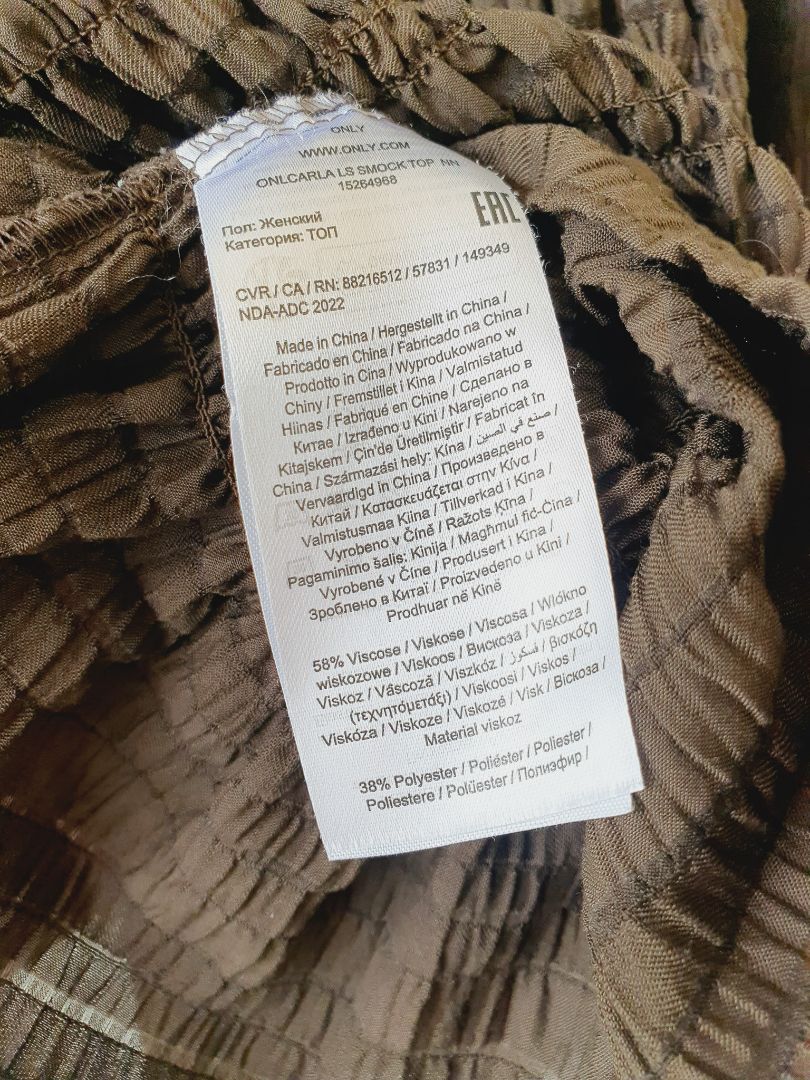 ONLY
WWW.ONLY.COM
ONLCARLA LS SMOCK TOP NN
15264968
EAC
Пол: Женский
Категория: ТОП
CVR / CA / RN: 88216512 / 57831 / 149349
NDA-ADC 2022
Made in China / Hergestellt in China /
Fabricado en China / Fabricado na China /
Prodotto in Cina / Wyprodukowano w
Chiny / Fremstillet i Kina / Valmistatud
Hiinas / Fabriqué en Chine / Сделано в
Китае / Izrađeno u Kini / Narejeno na
Kitajskem / Çin'de Üretilmiştir / Fabricat în
China / Származási hely: Kína / صنع في الصين /
Vervaardigd in China / Произведено в
Китай / Κατασκευάζεται στην Κίνα /
Valmistusmaa Kiina / Tillverkad i Kina /
Vyrobeno v Číně / Ražots Ķīna /
Pagaminimo šalis: Kinija / Magħmul fiċ-Ċina /
Vyrobené v Číne / Produsert i Kina /
Зроблено в Китаї / Proizvedeno u Kini /
Prodhuar në Kinë
58% Viscose / Viskose / Viscosa / Włókno
wiskozowe / Viskoos / Вискоза / Viskoza /
Viskoz / Vâscoză / Viszkóz / فسكوز / βισκόζη
(τεχνητόμετάξι) / Viskoosi / Viskos /
Viskóza / Viskoze / Viskozė / Visk / Віскоза /
Material viskoz
38% Polyester / Poliéster / Poliester /
Poliestere / Polüester / Полиэфир /